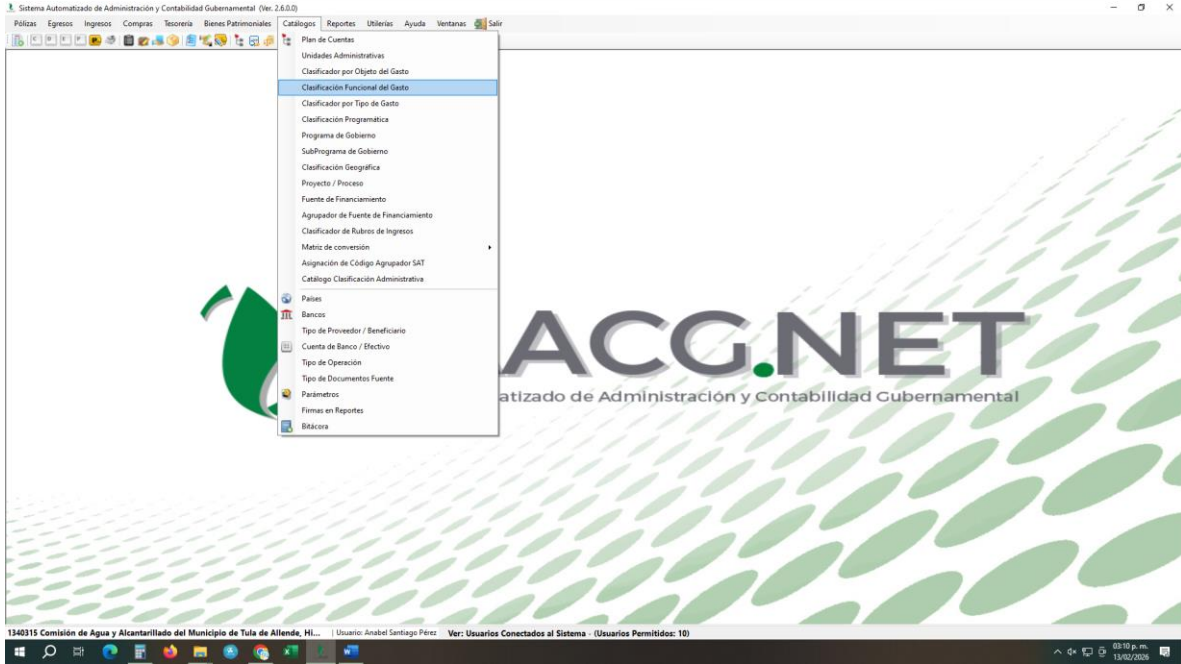 Sistema Automatizado de Administración y Contabilidad Gubernamental (Ver. 2.6.0.0)
Pólizas Egresos Ingresos Compras Tesorería Bienes Patrimoniales Catálogos Reportes Utilerías Ayuda Ventanas Salir
Plan de Cuentas
Unidades Administrativas
Clasificador por Objeto del Gasto
Clasificación Funcional del Gasto
Clasificador por Tipo de Gasto
Clasificación Programática
Programa de Gobierno
SubPrograma de Gobierno
Clasificación Geográfica
Proyecto / Proceso
Fuente de Financiamiento
Agrupador de Fuente de Financiamiento
Clasificador de Rubros de Ingresos
Matriz de conversión
Asignación de Código Agrupador SAT
Catálogo Clasificación Administrativa
Países
Bancos
Tipo de Proveedor / Beneficiario
Cuenta de Banco / Efectivo
Tipo de Operación
Tipo de Documentos Fuente
Parámetros
Firmas en Reportes
Bitácora
ACG.NET
atizado de Administración y Contabilidad Gubernamental
1340315 Comisión de Agua y Alcantarillado del Municipio de Tula de Allende, Hi... | Usuario: Anabel Santiago Pérez Ver: Usuarios Conectados al Sistema - (Usuarios Permitidos: 10)
03:10 p. m.
13/02/2026